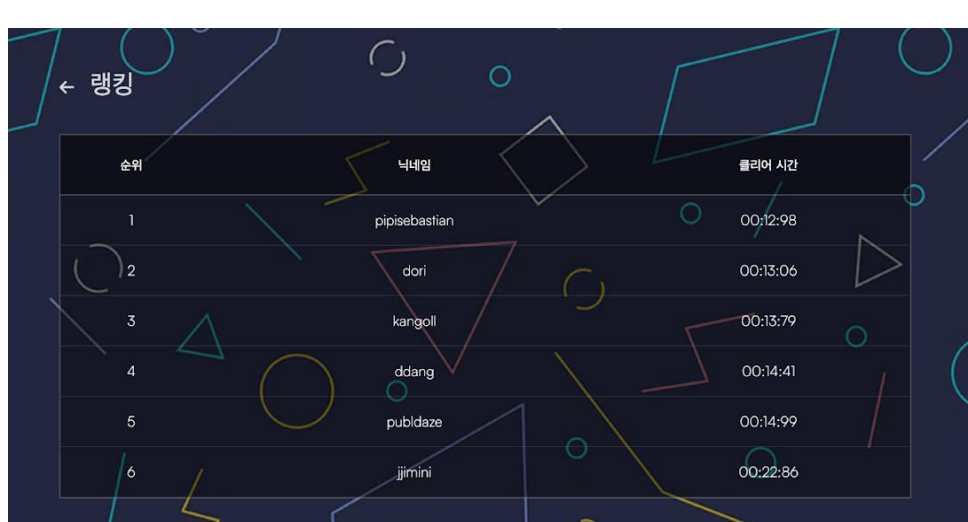 ← 랭킹
순위 닉네임 클리어 시간
1 pipisebastian 00:12:98
2 dori 00:13:06
3 kangoll 00:13:79
4 ddang 00:14:41
5 publdaze 00:14:99
6 jjimini 00:22:86